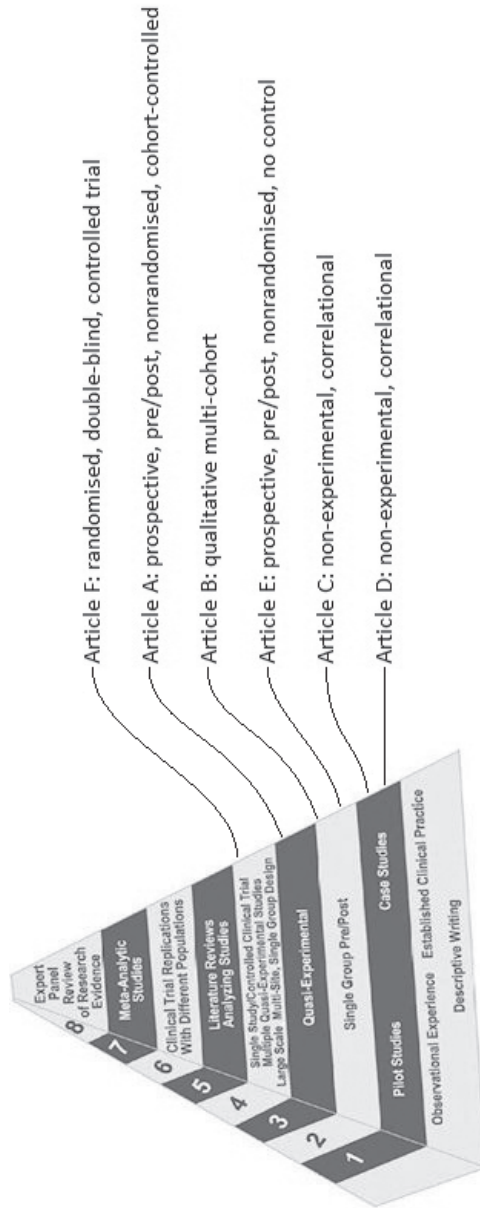 8
Expert
Panel
Review
of Research
Evidence
7
Meta-Analytic
Studies
6
Clinical Trial Replications
With Different Populations
5
Literature Reviews
Analyzing Studies
4
Single Study/Controlled Clinical Trial
Multiple Quasi-Experimental Studies
Large Scale Multi-Site, Single Group Design
3
Quasi-Experimental
2
Single Group Pre/Post
1
Pilot Studies Case Studies
Observational Experience Established Clinical Practice
Descriptive Writing
Article F: randomised, double-blind, controlled trial
Article A: prospective, pre/post, nonrandomised, cohort-controlled
Article B: qualitative multi-cohort
Article E: prospective, pre/post, nonrandomised, no control
Article C: non-experimental, correlational
Article D: non-experimental, correlational